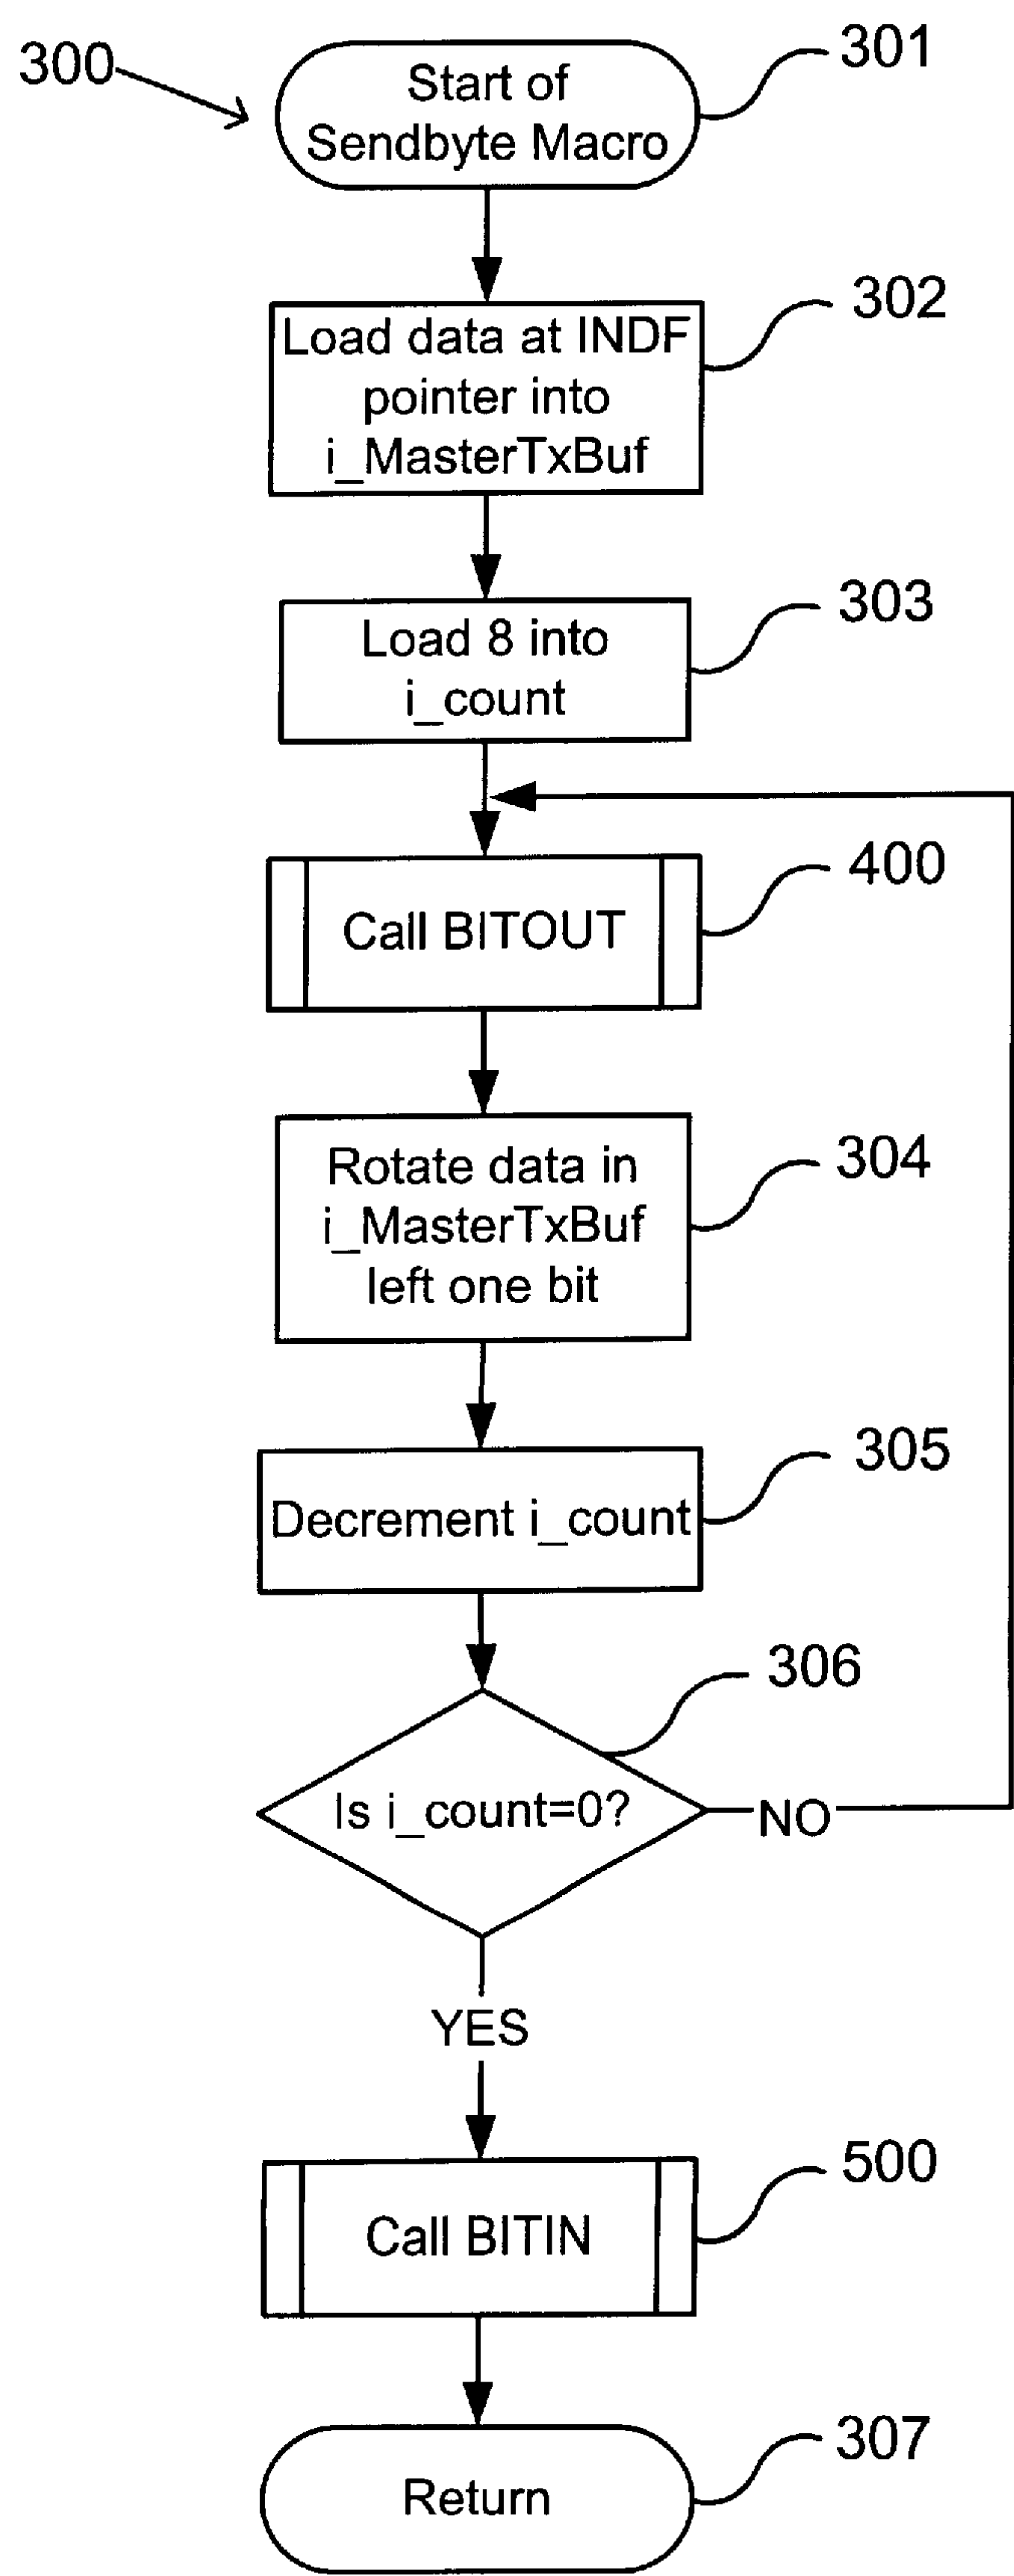 300
301
Start of
Sendbyte Macro
302
Load data at INDF
pointer into
i_MasterTxBuf
303
Load 8 into
i_count
400
Call BITOUT
304
Rotate data in
i_MasterTxBuf
left one bit
305
Decrement i_count
306
Is i_count=0?
NO
YES
500
Call BITIN
307
Return